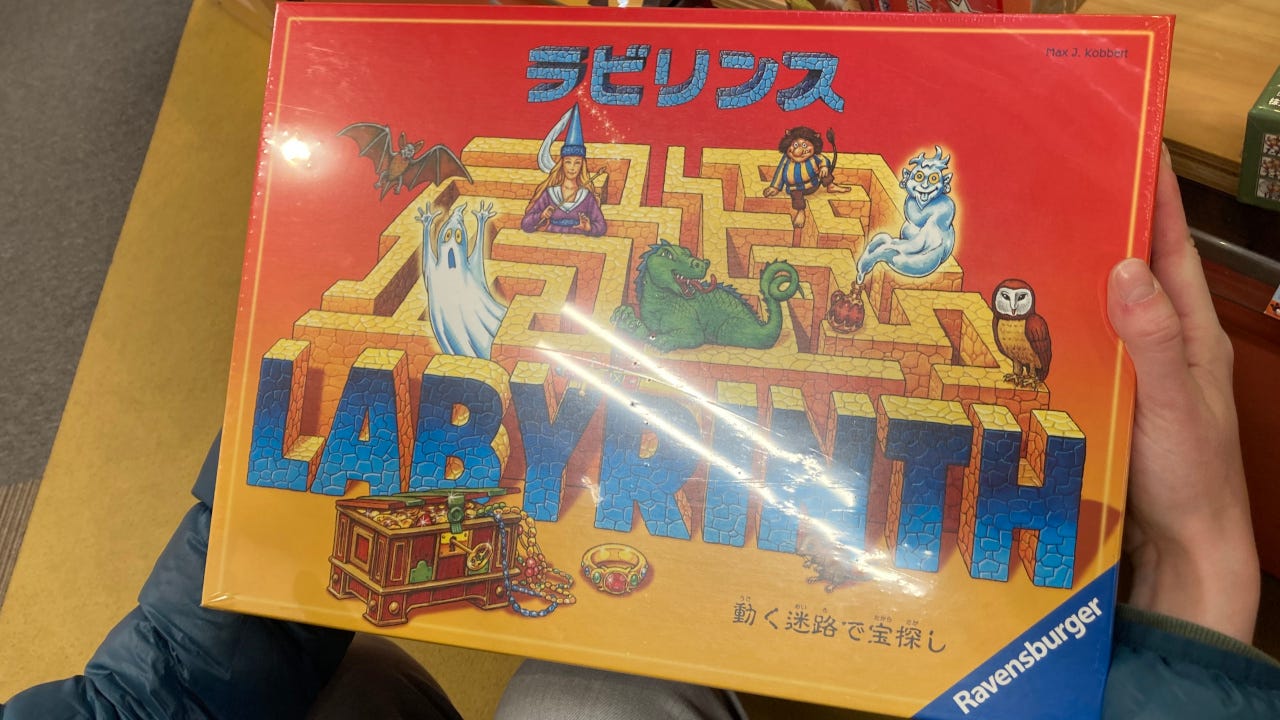 ラビリンス
Max J. Kobbert
LABYRINTH
動く迷路で宝探し
Ravensburger